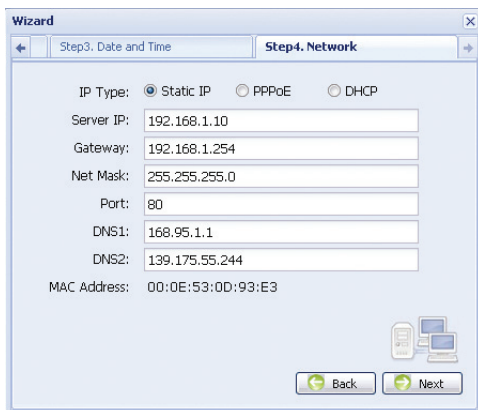 Wizard
Step3. Date and Time Step4. Network
IP Type: Static IP PPPoE DHCP
Server IP: 192.168.1.10
Gateway: 192.168.1.254
Net Mask: 255.255.255.0
Port: 80
DNS1: 168.95.1.1
DNS2: 139.175.55.244
MAC Address: 00:0E:53:0D:93:E3
Back Next